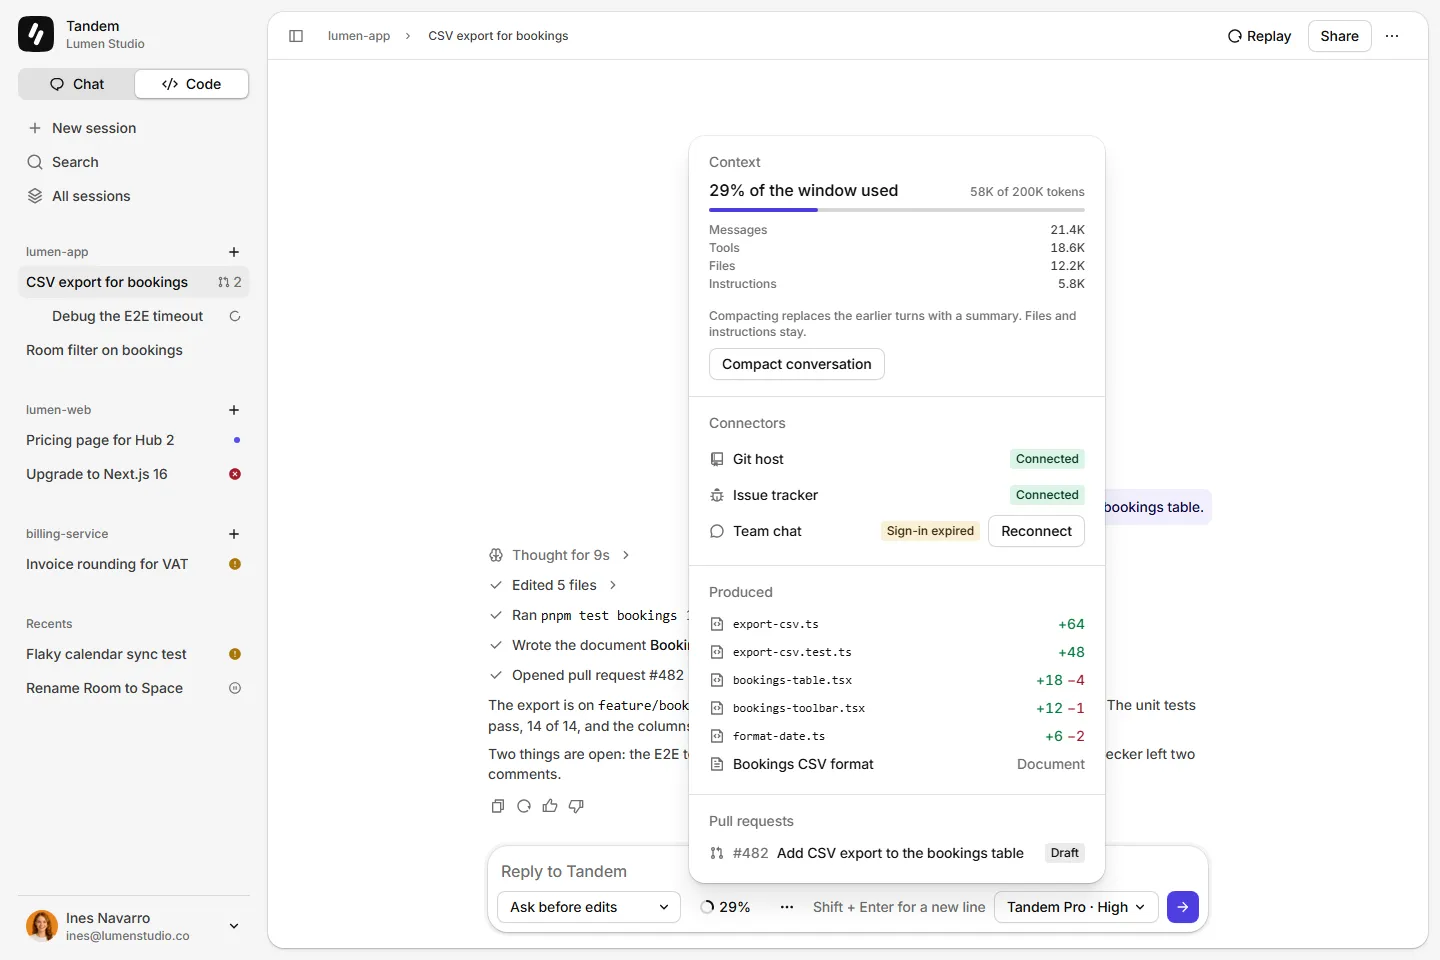 Tandem
Lumen Studio
Chat
Code
New session
Search
All sessions
lumen-app
CSV export for bookings
2
Debug the E2E timeout
Room filter on bookings
lumen-web
Pricing page for Hub 2
Upgrade to Next.js 16
billing-service
Invoice rounding for VAT
Recents
Flaky calendar sync test
Rename Room to Space
Ines Navarro
ines@lumenstudio.co
lumen-app
CSV export for bookings
Replay
Share
bookings table.
Thought for 9s
Edited 5 files
Ran pnpm test bookings
Wrote the document
Opened pull request #482
The export is on feature/book The unit tests
pass, 14 of 14, and the columns
Two things are open: the E2E left two
comments.
Context
29% of the window used
58K of 200K tokens
Messages 21.4K
Tools 18.6K
Files 12.2K
Instructions 5.8K
Compacting replaces the earlier turns with a summary. Files and
instructions stay.
Compact conversation
Connectors
Git host Connected
Issue tracker Connected
Team chat Sign-in expired Reconnect
Produced
export-csv.ts +64
export-csv.test.ts +48
bookings-table.tsx +18 −4
bookings-toolbar.tsx +12 −1
format-date.ts +6 −2
Bookings CSV format Document
Pull requests
#482 Add CSV export to the bookings table Draft
Reply to Tandem
Ask before edits
29%
Shift + Enter for a new line
Tandem Pro · High